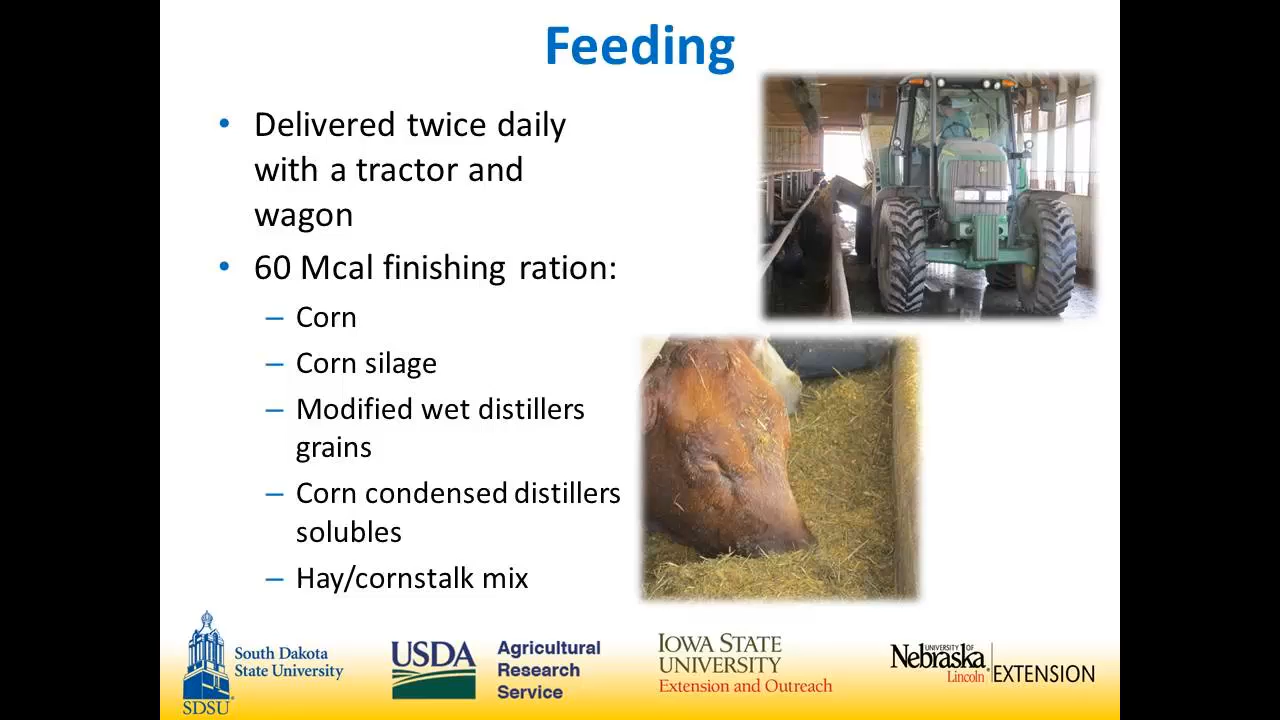 Feeding
• Delivered twice daily
with a tractor and
wagon
• 60 Mcal finishing ration:
– Corn
– Corn silage
– Modified wet distillers
grains
– Corn condensed distillers
solubles
– Hay/cornstalk mix
SDSU
South Dakota
State University
USDA
Agricultural
Research
Service
IOWA STATE
UNIVERSITY
Extension and Outreach
UNIVERSITY OF
Nebraska
Lincoln
EXTENSION